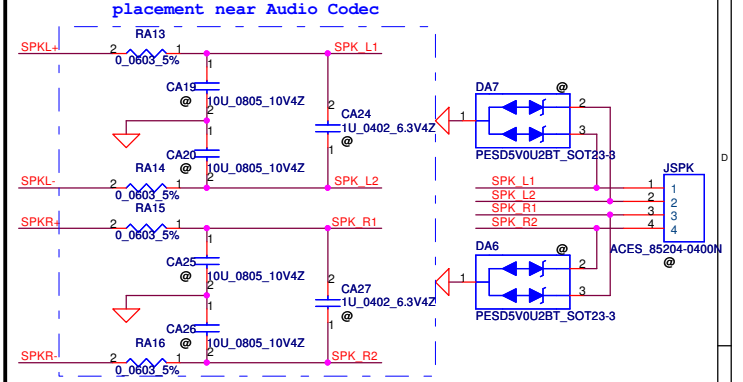 placement near Audio Codec
RA13
SPKL+ 2 1 SPK_L1
0_0603_5%
1
CA19 10U_0805_10V4Z
@
2
1
2
CA24
1U_0402_6.3V4Z
@
1
CA20 10U_0805_10V4Z
@
2
RA14
SPKL- 2 1 SPK_L2
0_0603_5%
RA15
SPKR+ 2 1 SPK_R1
0_0603_5%
1
CA25 10U_0805_10V4Z
@
2
1
2
CA27
1U_0402_6.3V4Z
@
1
CA26 10U_0805_10V4Z
@
2
RA16
SPKR- 2 1 SPK_R2
0_0603_5%
DA7 @
1 2
3
PESD5V0U2BT_SOT23-3
D
JSPK
SPK_L1 1 1
SPK_L2 2 2
SPK_R1 3 3
SPK_R2 4 4
ACES_85204-0400N
@
DA6 @
1 2
3
PESD5V0U2BT_SOT23-3